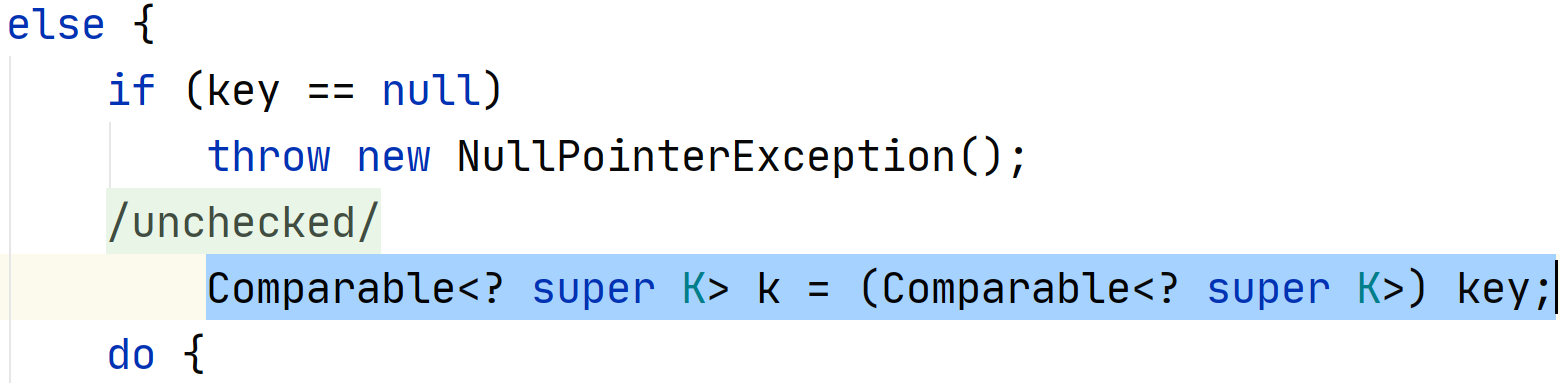 else {
if (key == null)
throw new NullPointerException();
/unchecked/
Comparable<? super K> k = (Comparable<? super K>) key;
do {